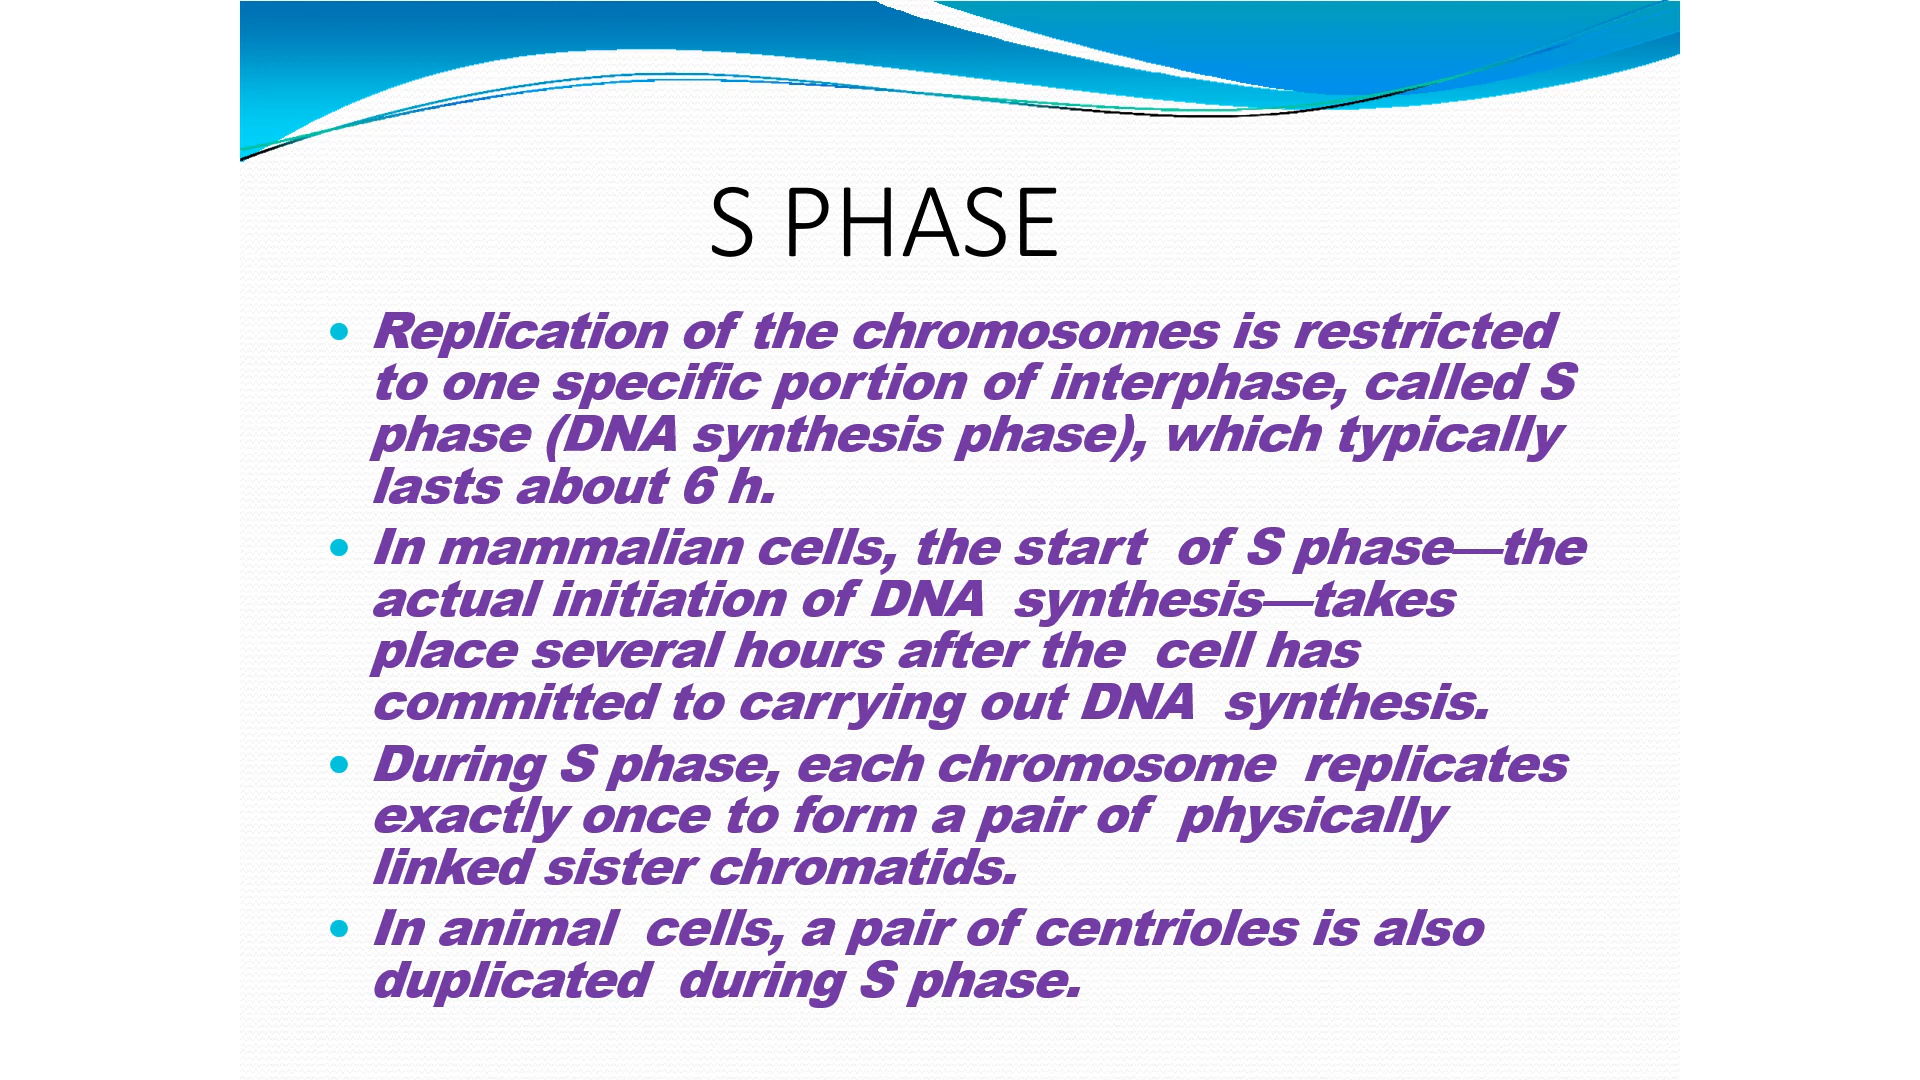 S PHASE
Replication of the chromosomes is restricted
to one specific portion of interphase, called S
phase (DNA synthesis phase), which typically
lasts about 6 h.
In mammalian cells, the start of S phase—the
actual initiation of DNA synthesis—takes
place several hours after the cell has
committed to carrying out DNA synthesis.
During S phase, each chromosome replicates
exactly once to form a pair of physically
linked sister chromatids.
In animal cells, a pair of centrioles is also
duplicated during S phase.